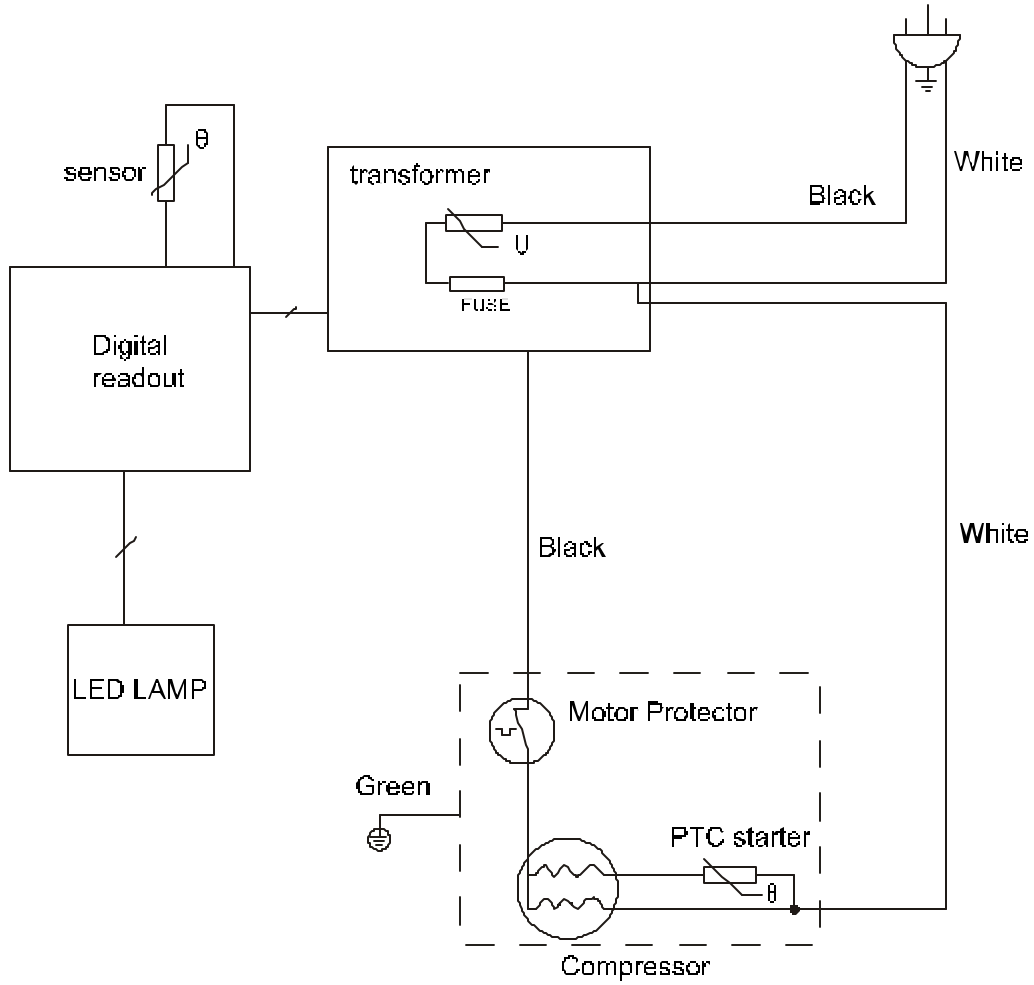 White
θ
sensor
transformer
Black
U
FUSE
Digital
readout
White
Black
LED LAMP
Motor Protector
Green
PTC starter
θ
Compressor